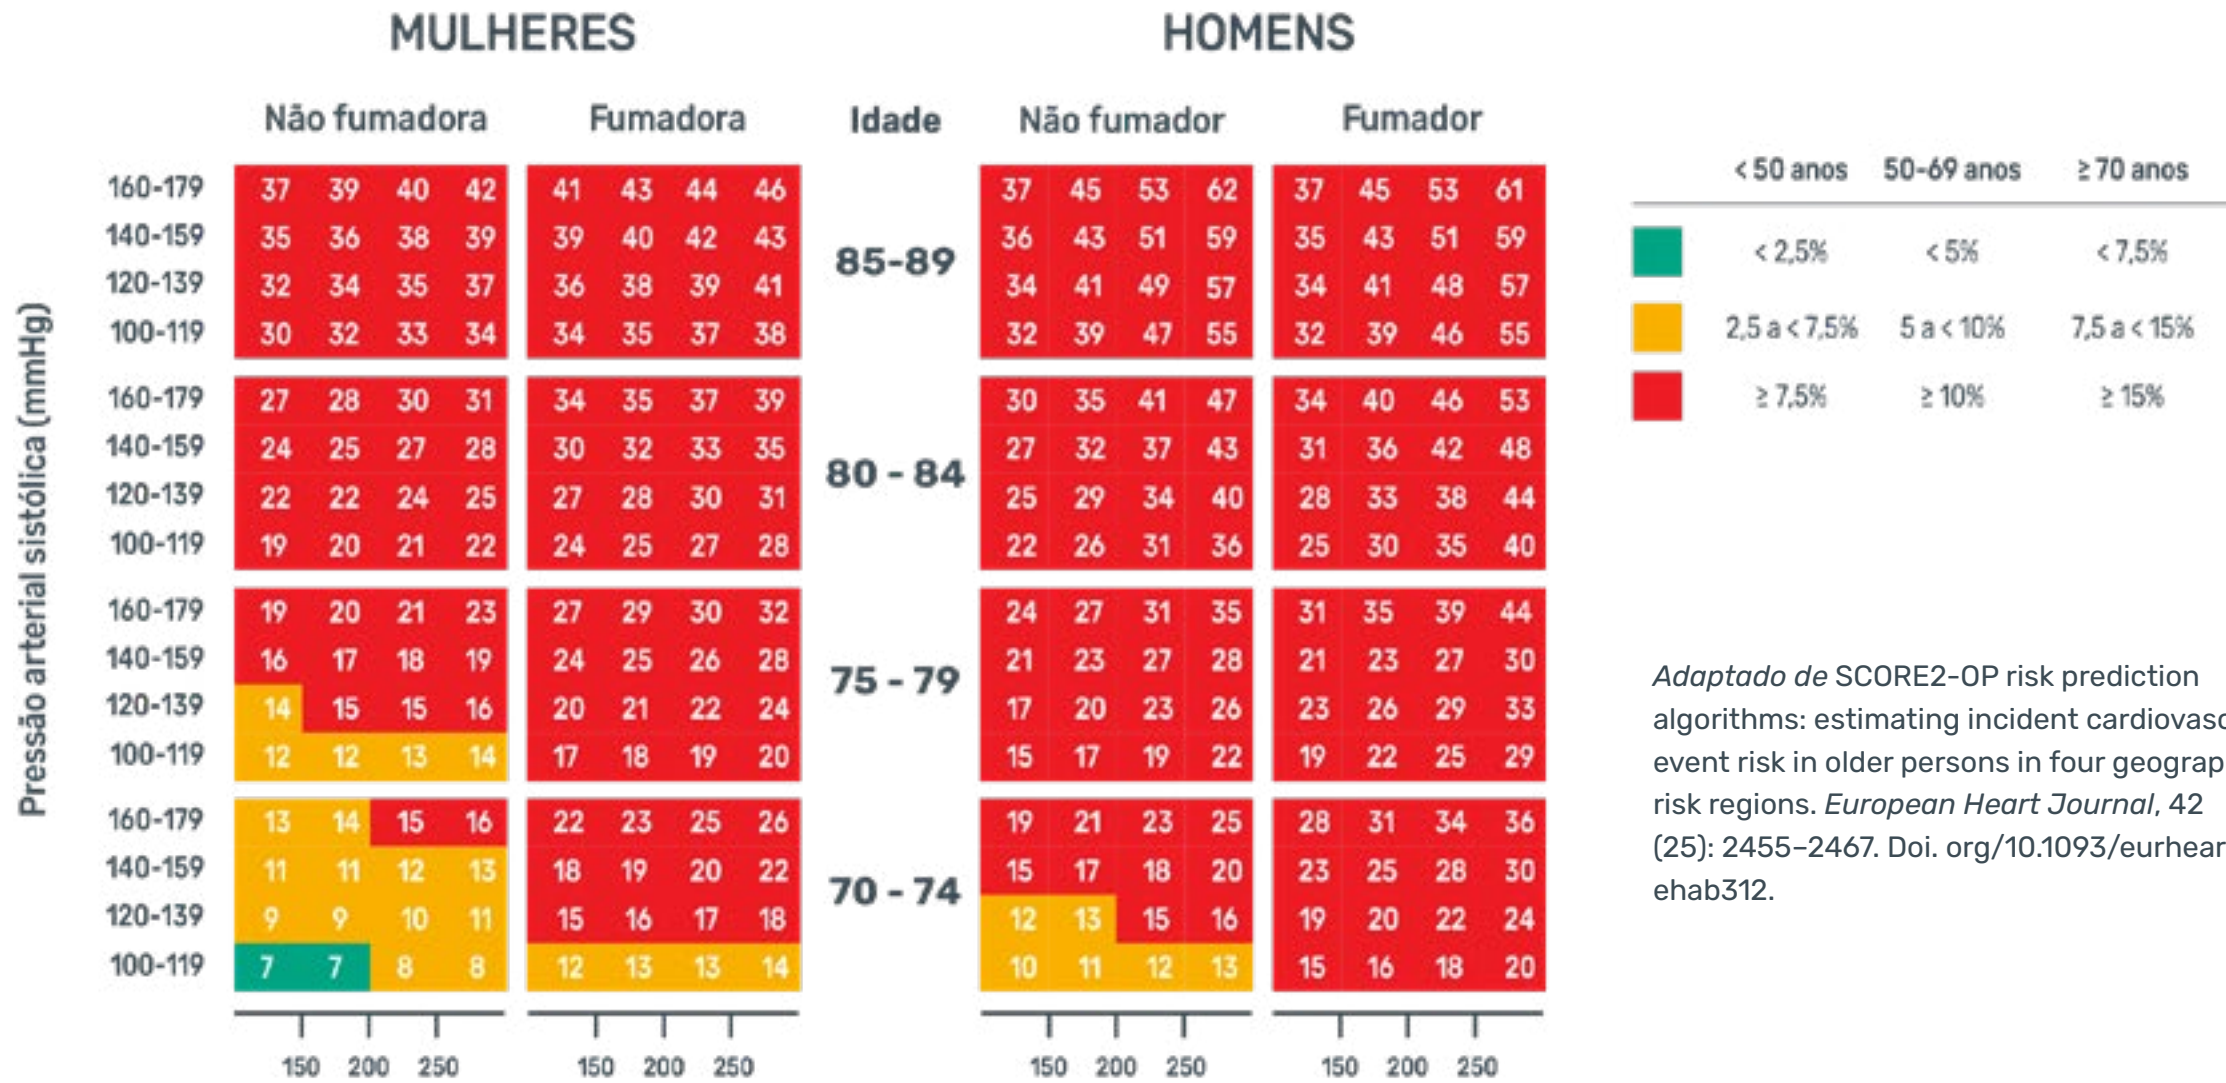 MULHERES HOMENS
Não fumadora Fumadora Idade Não fumador Fumador
Pressão arterial sistólica (mmHg)
160-179 37 39 40 42 41 43 44 46 37 45 53 62 37 45 53 61
140-159 35 36 38 39 39 40 42 43 36 43 51 59 35 43 51 59
85-89
120-139 32 34 35 37 36 38 39 41 34 41 49 57 34 41 48 57
100-119 30 32 33 34 34 35 37 38 32 39 47 55 32 39 46 55
160-179 27 28 30 31 34 35 37 39 30 35 41 47 34 40 46 53
140-159 24 25 27 28 30 32 33 35 27 32 37 43 31 36 42 48
80 - 84
120-139 22 22 24 25 27 28 30 31 25 29 34 40 28 33 38 44
100-119 19 20 21 22 24 25 27 28 22 26 31 36 25 30 35 40
160-179 19 20 21 23 27 29 30 32 24 27 31 35 31 35 39 44
140-159 16 17 18 19 24 25 26 28 21 23 27 28 21 23 27 30
75 - 79
120-139 14 15 15 16 20 21 22 24 17 20 23 26 23 26 29 33
100-119 12 12 13 14 17 18 19 20 15 17 19 22 19 22 25 29
160-179 13 14 15 16 22 23 25 26 19 21 23 25 28 31 34 36
140-159 11 11 12 13 18 19 20 22 15 17 18 20 23 25 28 30
70 - 74
120-139 9 9 10 11 15 16 17 18 12 13 15 16 19 20 22 24
100-119 7 7 8 8 12 13 13 14 10 11 12 13 15 16 18 20
150 200 250 150 200 250 150 200 250 150 200 250
< 50 anos 50-69 anos ≥ 70 anos
< 2,5% < 5% < 7,5%
2,5 a < 7,5% 5 a < 10% 7,5 a < 15%
≥ 7,5% ≥ 10% ≥ 15%
Adaptado de SCORE2-OP risk prediction
algorithms: estimating incident cardiovasc
event risk in older persons in four geograp
risk regions. European Heart Journal, 42
(25): 2455–2467. Doi. org/10.1093/eurhear
ehab312.